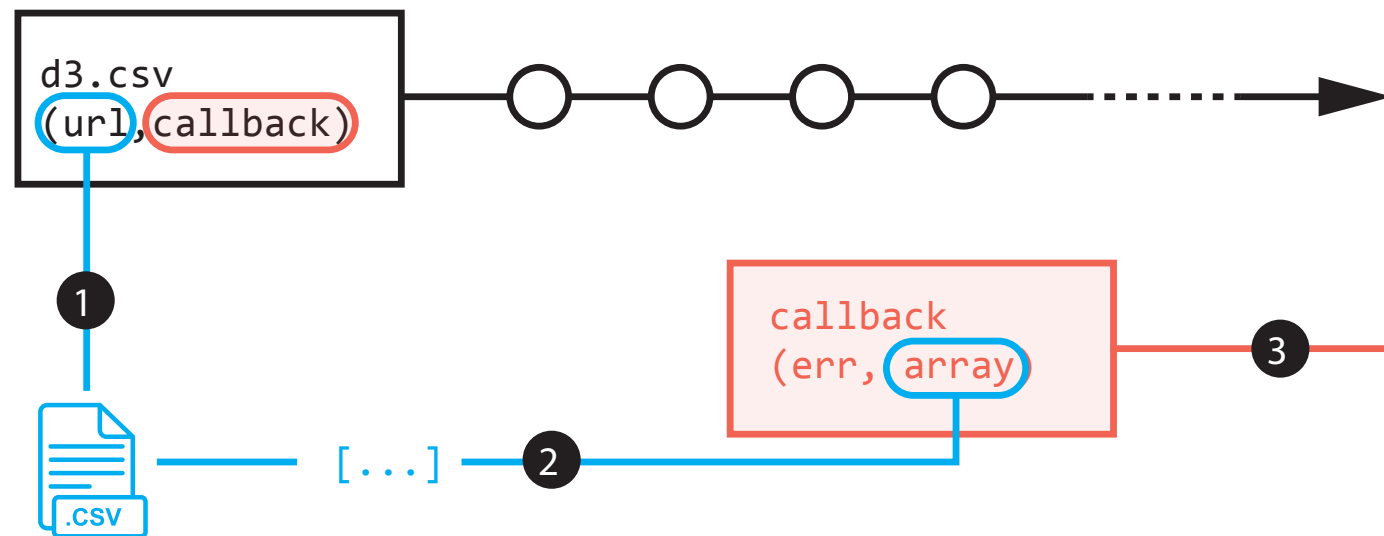 d3.csv
(url,callback)
1
callback
(err, array)
3
[...]
2
.CSV